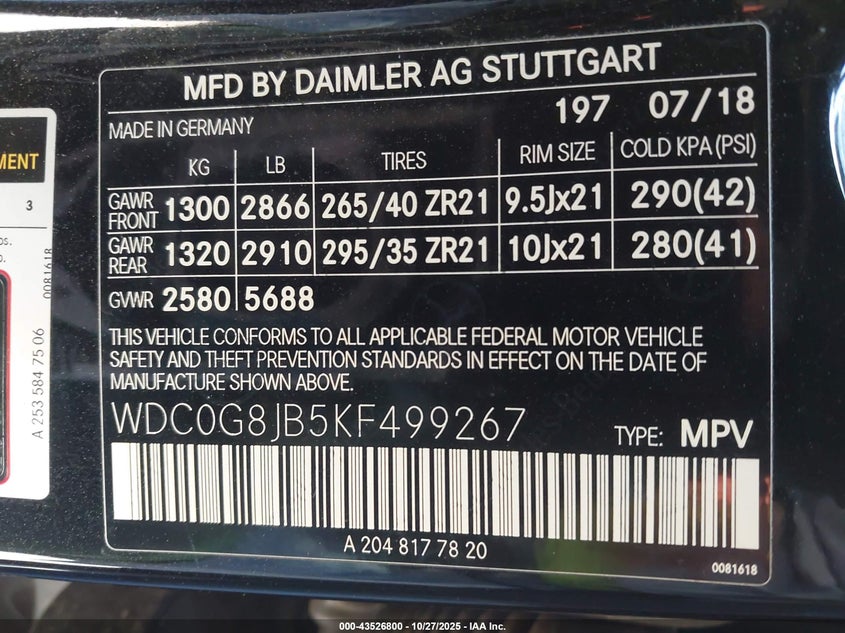 MFD BY DAIMLER AG STUTTGART
197 07/18
MADE IN GERMANY
KG LB TIRES RIM SIZE COLD KPA (PSI)
GAWR FRONT 1300 2866 265/40 ZR21 9.5Jx21 290(42)
GAWR REAR 1320 2910 295/35 ZR21 10Jx21 280(41)
GVWR 2580 5688
THIS VEHICLE CONFORMS TO ALL APPLICABLE FEDERAL MOTOR VEHICLE
SAFETY AND THEFT PREVENTION STANDARDS IN EFFECT ON THE DATE OF
MANUFACTURE SHOWN ABOVE.
WDC0G8JB5KF499267 TYPE: MPV
A 204 817 78 20
0081618
MENT
3
0081618
A 253 584 75 06
000-43526800 - 10/27/2025 - IAA Inc.